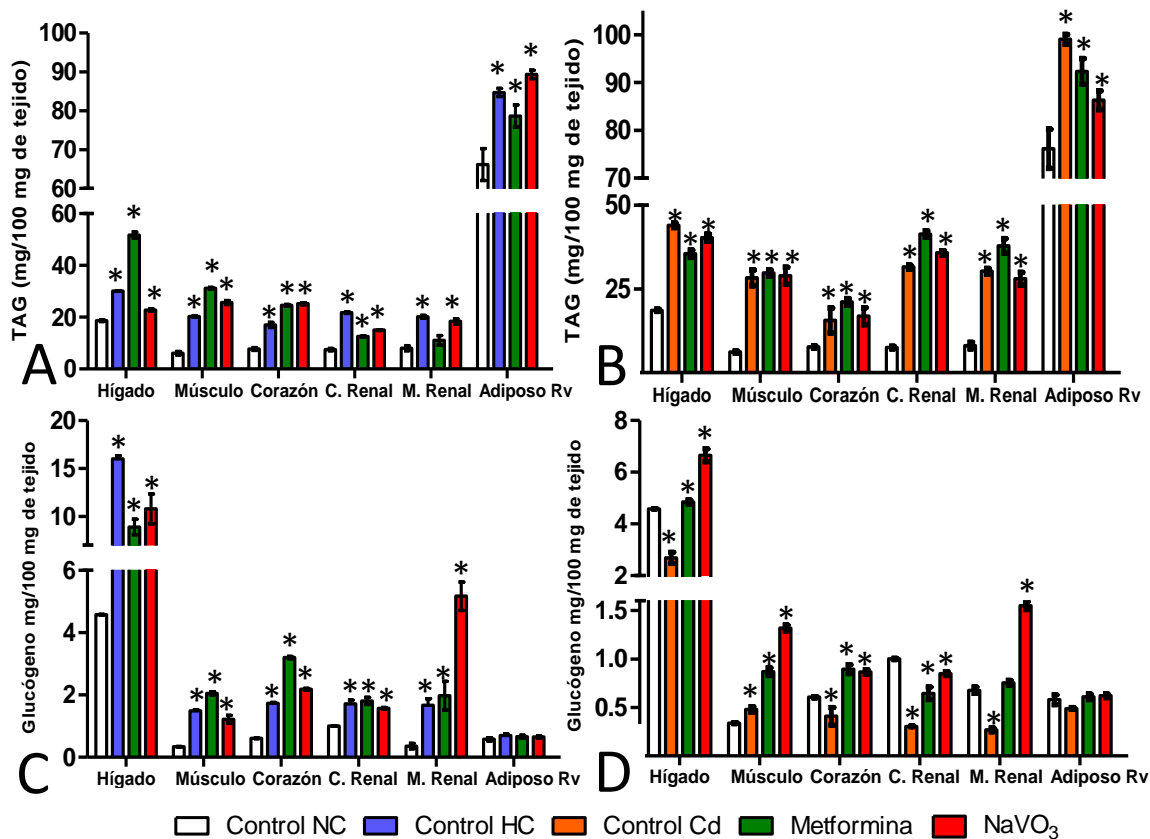 TAG (mg/100 mg de tejido)
100
90
80
70
60
60
40
20
0
* * * * * * * * * * * * * * * * *
Hígado Músculo Corazón C. Renal M. Renal Adiposo Rv
A
TAG (mg/100 mg de tejido)
100
90
80
70
50
25
* * * * * * * * * * * * * * * * * *
Hígado Músculo Corazón C. Renal M. Renal Adiposo Rv
B
Glucógeno mg/100 mg de tejido
20
15
10
6
4
2
0
* * * * * * * * * * * * * * *
Hígado Músculo Corazón C. Renal M. Renal Adiposo Rv
C
Glucógeno mg/100 mg de tejido
8
6
4
2
1.5
1.0
0.5
* * * * * * * * * * * * * *
Hígado Músculo Corazón C. Renal M. Renal Adiposo Rv
D
Control NC Control HC Control Cd Metformina NaVO₃